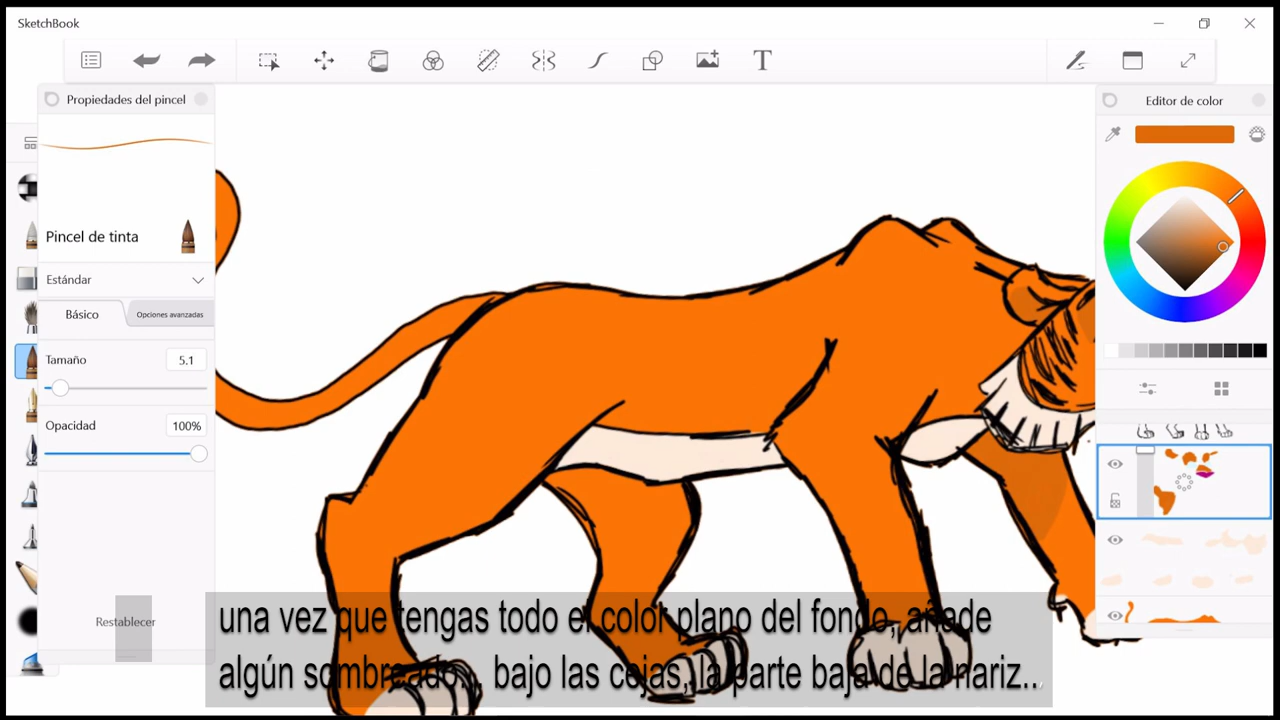 SketchBook
Propiedades del pincel
Editor de color
Pincel de tinta
Estándar
Básico
Opciones avanzadas
Tamaño
5.1
Opacidad
100%
Restablecer
una vez que tengas todo el color plano del fondo, añade
algún sombreado... bajo las cejas, la parte baja de la nariz...